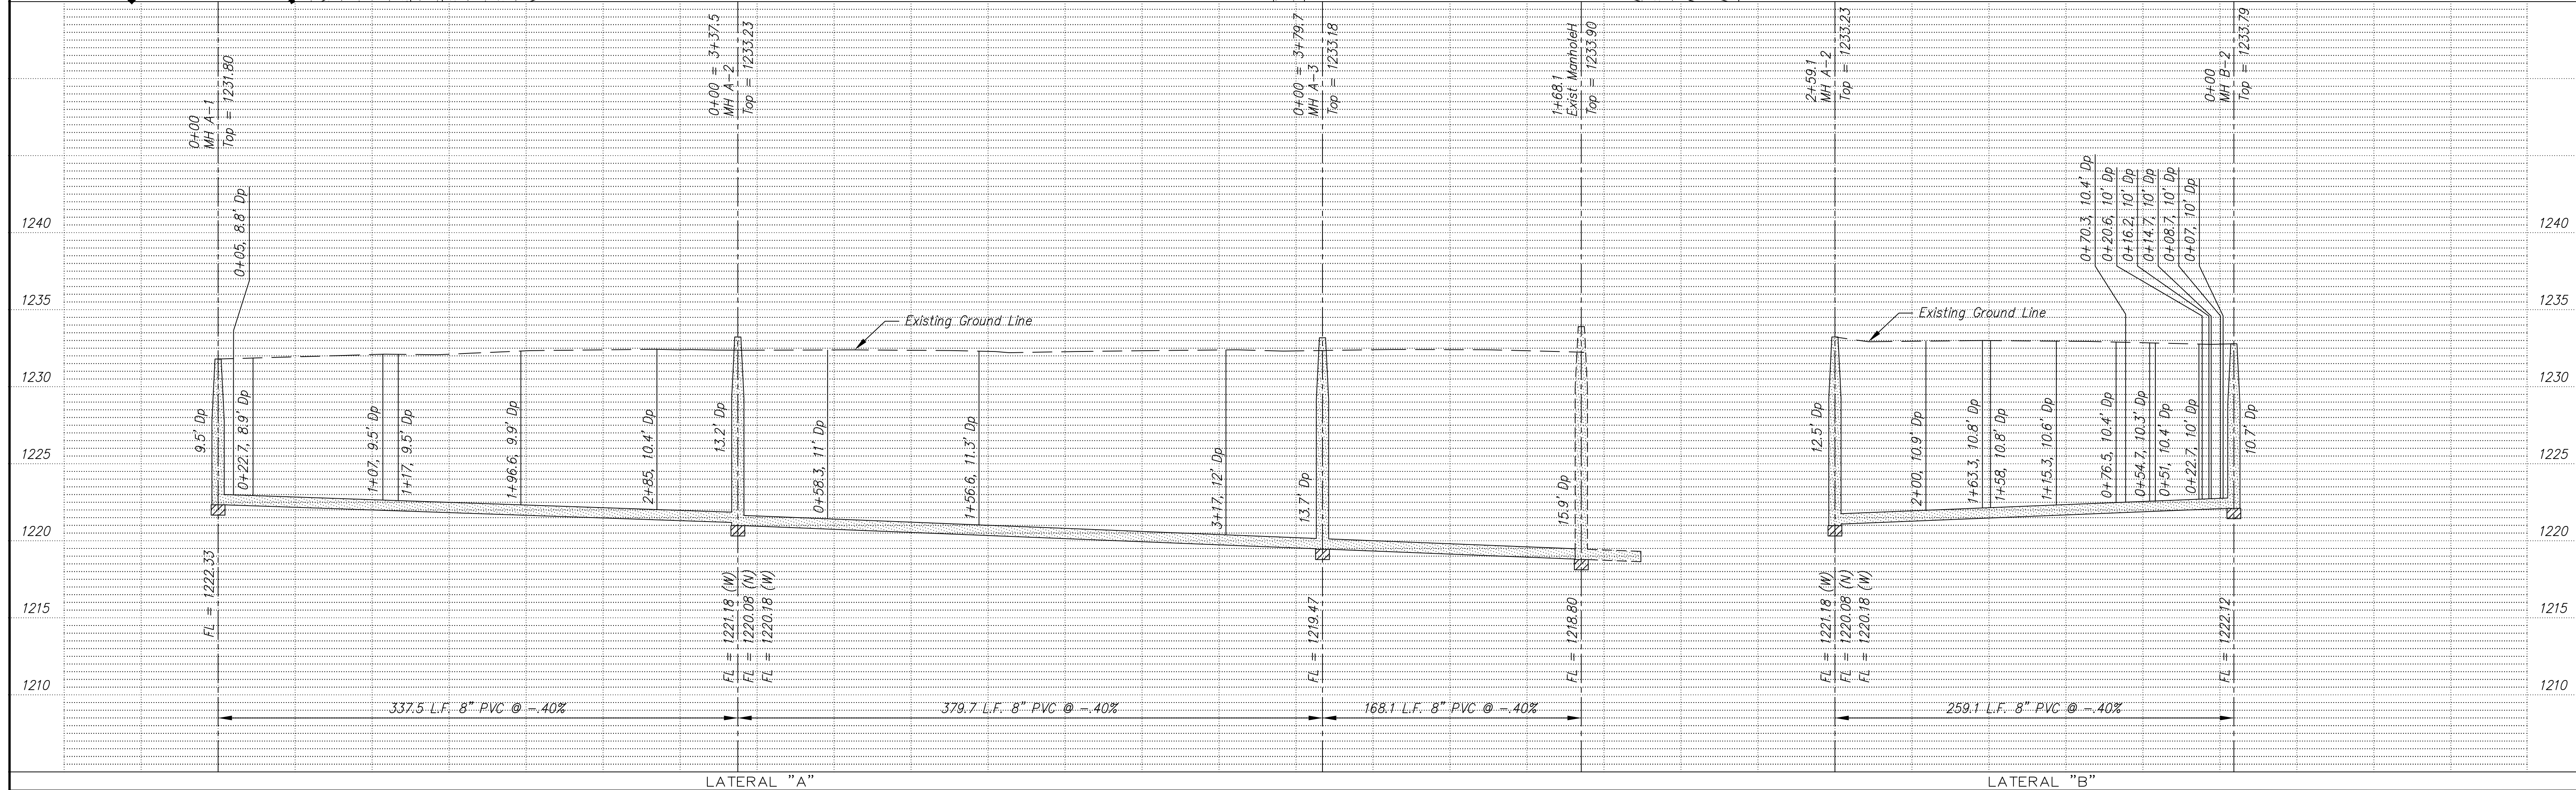 0+00
MH A-1
Top = 1231.80
0+00 = 3+37.5
MH A-2
Top = 1233.23
0+00 = 3+79.7
MH A-3
Top = 1233.18
1+68.1
Exist ManholeH
Top = 1233.90
2+59.1
MH A-2
Top = 1233.23
0+00
MH B-2
Top = 1233.79
1240
1235
1230
1225
1220
1215
1210
0+05, 8.8' Dp
9.5' Dp
0+22.7, 8.9' Dp
1+07, 9.5' Dp
1+17, 9.5' Dp
1+96.6, 9.9' Dp
2+85, 10.4' Dp
13.2' Dp
0+58.3, 11' Dp
Existing Ground Line
1+56.6, 11.3' Dp
3+17, 12' Dp
13.7' Dp
15.9' Dp
12.5' Dp
Existing Ground Line
2+00, 10.9' Dp
1+63.3, 10.8' Dp
1+58, 10.8' Dp
1+15.3, 10.6' Dp
0+76.5, 10.4' Dp
0+54.7, 10.3' Dp
0+51, 10.4' Dp
0+22.7, 10' Dp
10.7' Dp
0+70.3, 10.4' Dp
0+20.6, 10' Dp
0+16.2, 10' Dp
0+14.7, 10' Dp
0+08.7, 10' Dp
0+07, 10' Dp
1240
1235
1230
1225
1220
1215
1210
FL = 1222.33
FL = 1221.18 (W)
FL = 1220.08 (N)
FL = 1220.18 (W)
FL = 1219.47
FL = 1218.80
FL = 1221.18 (W)
FL = 1220.08 (N)
FL = 1220.18 (W)
FL = 1222.12
337.5 L.F. 8" PVC @ -.40%
379.7 L.F. 8" PVC @ -.40%
168.1 L.F. 8" PVC @ -.40%
259.1 L.F. 8" PVC @ -.40%
LATERAL "A"
LATERAL "B"